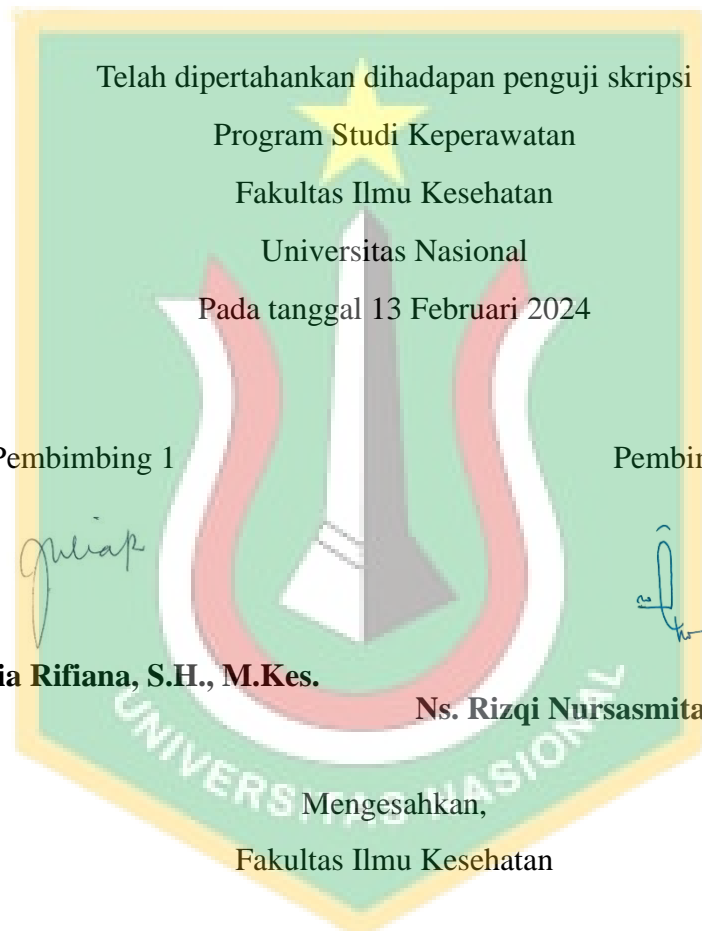 Telah dipertahankan dihadapan penguji skripsi
Program Studi Keperawatan
Fakultas Ilmu Kesehatan
Universitas Nasional
Pada tanggal 13 Februari 2024
Pembimbing 1
Rifiana, S.H., M.Kes.
Ns. Rizqi Nursasmita
UNIVERSITAS NASIONAL
Mengesahkan,
Fakultas Ilmu Kesehatan